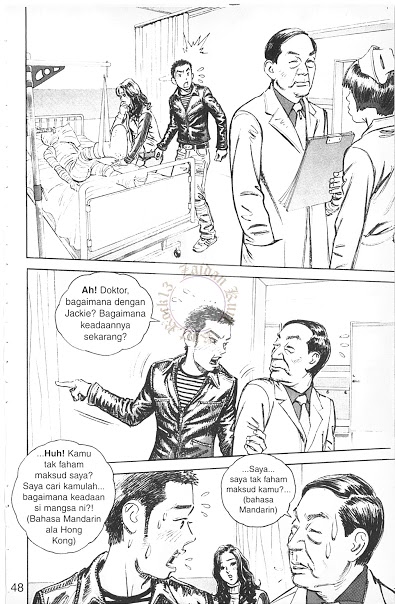 Ah! Doktor,
bagaimana dengan
Jackie? Bagaimana
keadaannya
sekarang?
...Huh! Kamu
tak faham
maksud saya?
Saya cari kamulah...
bagaimana keadaan
si mangsa ni?!
(Bahasa Mandarin
ala Hong
Kong)
...Saya...
saya tak faham
maksud kamu?...
(bahasa
Mandarin)
48